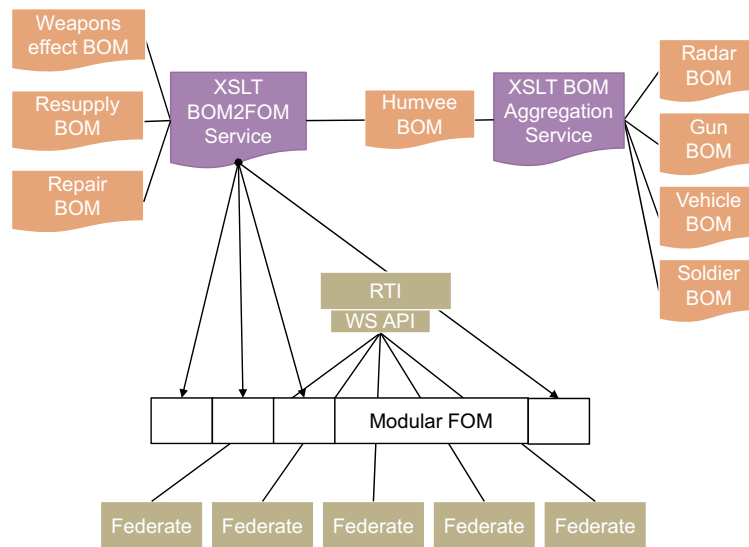 Weapons
effect BOM
Resupply
BOM
Repair
BOM
XSLT
BOM2FOM
Service
Humvee
BOM
XSLT BOM
Aggregation
Service
Radar
BOM
Gun
BOM
Vehicle
BOM
Soldier
BOM
RTI
WS API
Modular FOM
Federate
Federate
Federate
Federate
Federate